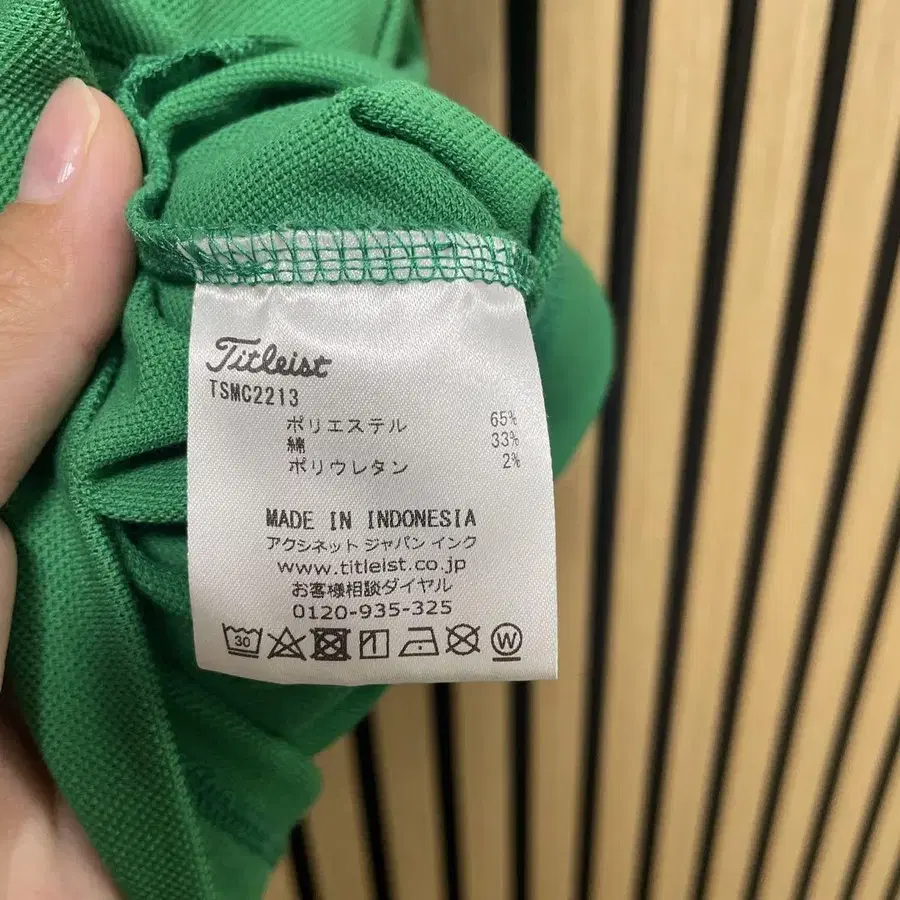 Titleist
TSMC2213
ポリエステル 65%
綿 33%
ポリウレタン 2%
MADE IN INDONESIA
アクシネット ジャパン インク
www.titleist.co.jp
お客様相談ダイヤル
0120-935-325
30 W